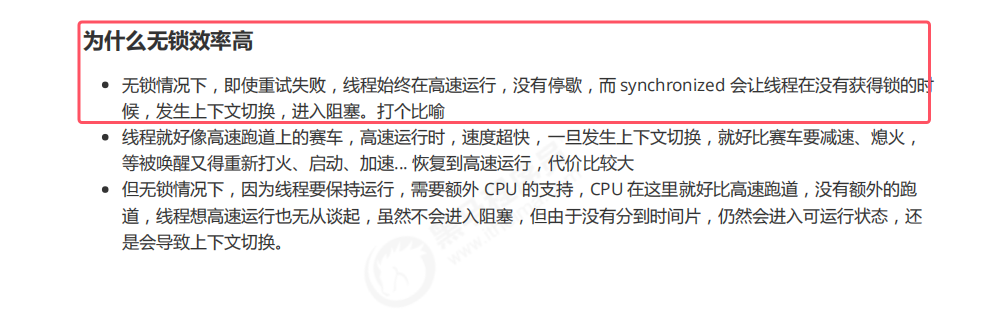 为什么无锁效率高
无锁情况下，即使重试失败，线程始终在高速运行，没有停歇，而 synchronized 会让线程在没有获得锁的时
候，发生上下文切换，进入阻塞。打个比喻
线程就好像高速跑道上的赛车，高速运行时，速度超快，一旦发生上下文切换，就好比赛车要减速、熄火，
等被唤醒又得重新打火、启动、加速... 恢复到高速运行，代价比较大
但无锁情况下，因为线程要保持运行，需要额外 CPU 的支持，CPU 在这里就好比高速跑道，没有额外的跑
道，线程想高速运行也无从谈起，虽然不会进入阻塞，但由于没有分到时间片，仍然会进入可运行状态，还
是会导致上下文切换。